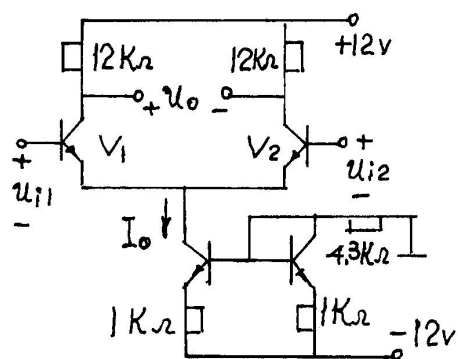 +12v
12KΩ
12KΩ
+ u₀ -
V₁
V₂
+
u_i1
-
+
u_i2
-
I₀
4.3KΩ
1KΩ
1KΩ
-12v